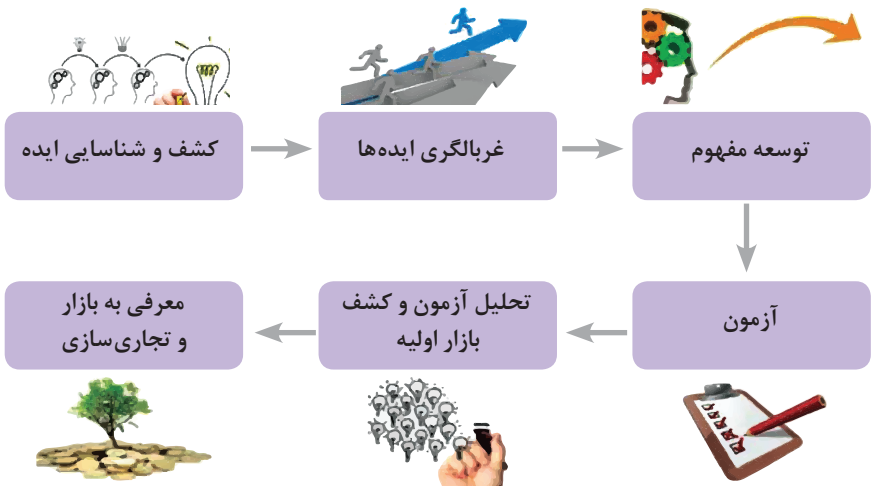 کشف و شناسایی ایده
غربالگری ایده‌ها
توسعه مفهوم
آزمون
تحلیل آزمون و کشف
بازار اولیه
معرفی به بازار
و تجاری‌سازی